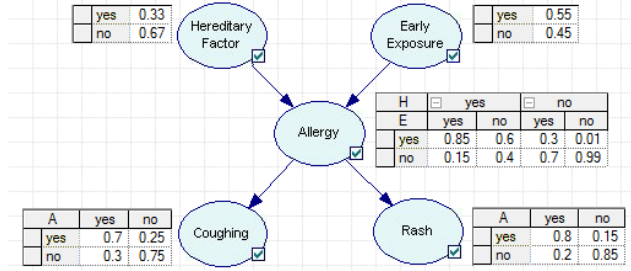 yes 0.33
no 0.67
Hereditary
Factor
Early
Exposure
yes 0.55
no 0.45
Allergy
H yes no
E yes no yes no
yes 0.85 0.6 0.3 0.01
no 0.15 0.4 0.7 0.99
A yes no
yes 0.7 0.25
no 0.3 0.75
Coughing
Rash
A yes no
yes 0.8 0.15
no 0.2 0.85